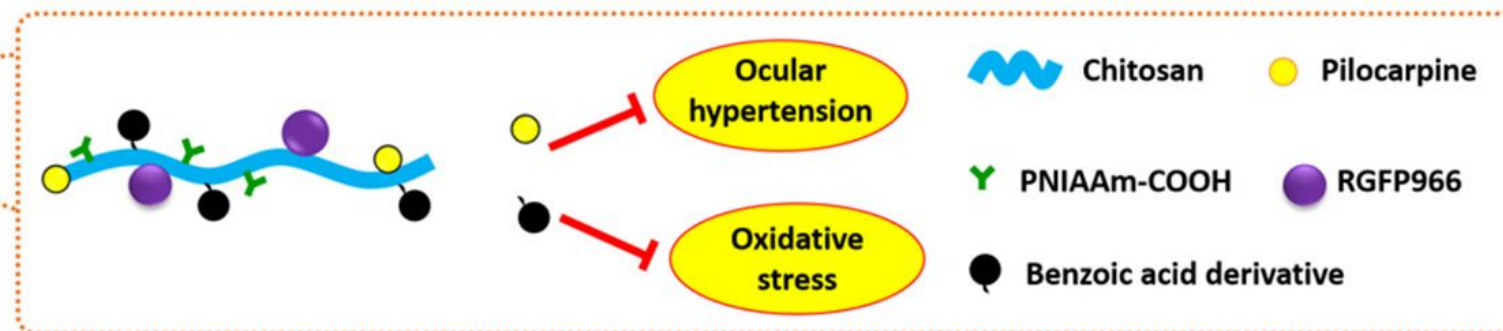 Ocular
hypertension
Oxidative
stress
Chitosan
Pilocarpine
PNIAAm-COOH
RGFP966
Benzoic acid derivative